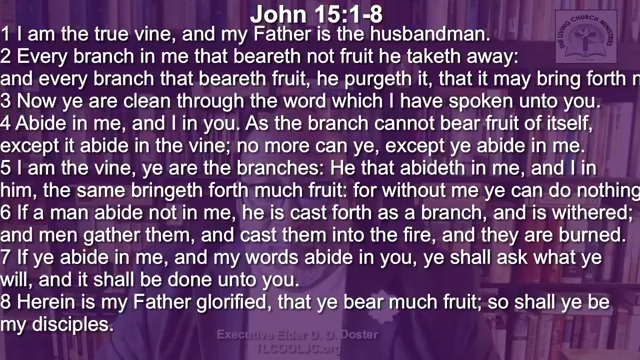 John 15:1-8
1 I am the true vine, and my Father is the husbandman.
2 Every branch in me that beareth not fruit he taketh away:
and every branch that beareth fruit, he purgeth it, that it may bring forth
3 Now ye are clean through the word which I have spoken unto you.
4 Abide in me, and I in you. As the branch cannot bear fruit of itself,
except it abide in the vine; no more can ye, except ye abide in me.
5 I am the vine, ye are the branches: He that abideth in me, and I in
him, the same bringeth forth much fruit: for without me ye can do nothing
6 If a man abide not in me, he is cast forth as a branch, and is withered;
and men gather them, and cast them into the fire, and they are burned.
7 If ye abide in me, and my words abide in you, ye shall ask what ye
will, and it shall be done unto you.
8 Herein is my Father glorified, that ye bear much fruit; so shall ye be
my disciples.
Executive Elder D. D. Doster
TLCOOLJC.org